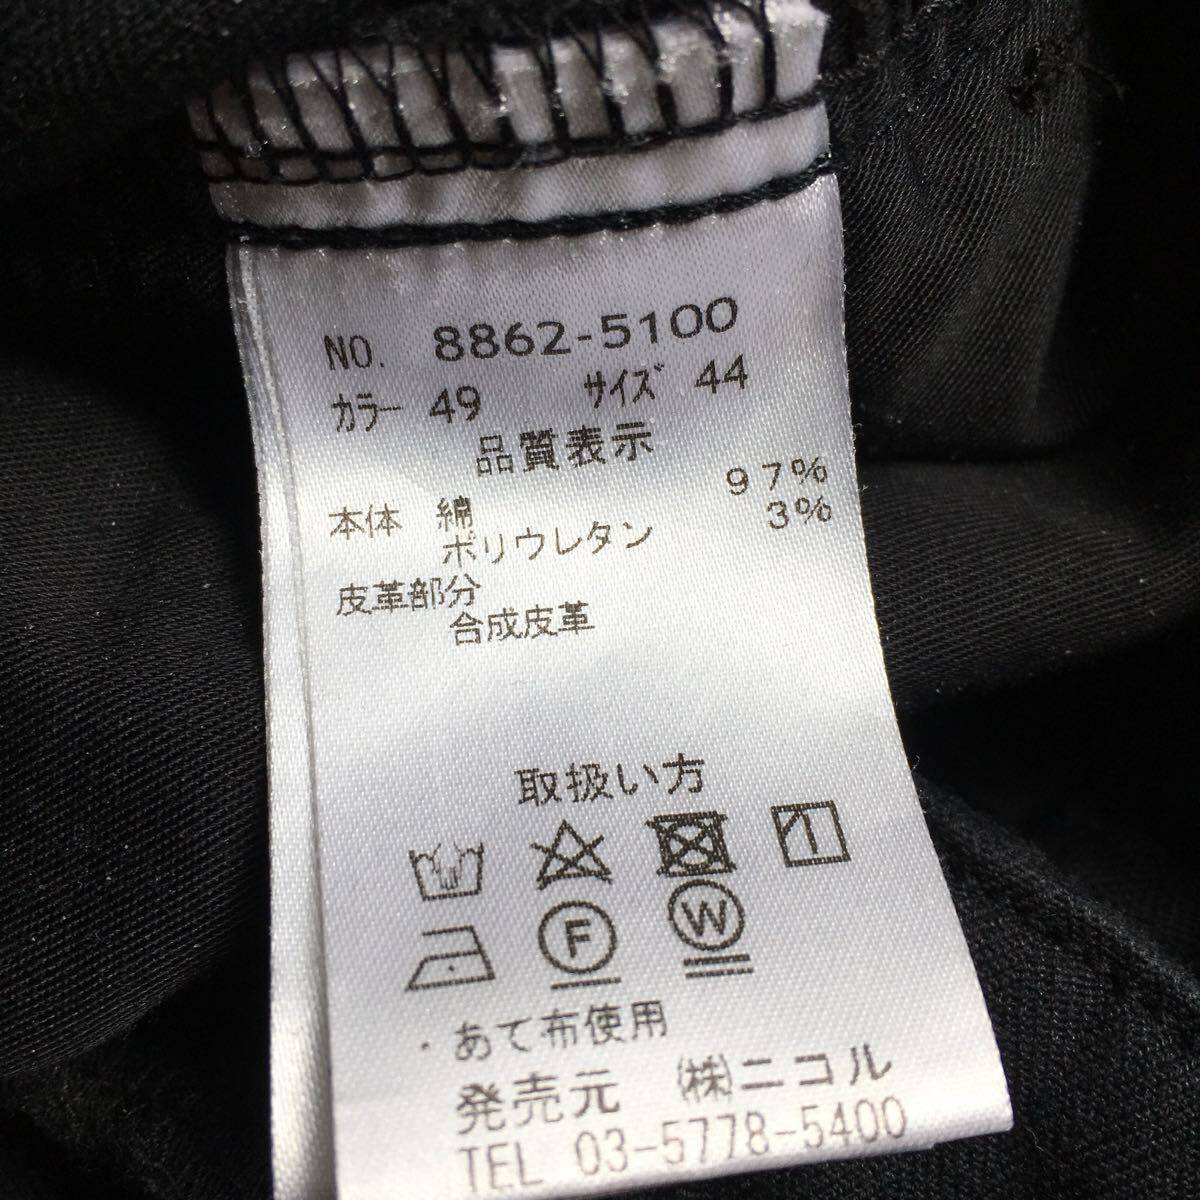 NO. 8862-5100
カラー 49 サイズ 44
品質表示
本体 綿 97%
ポリウレタン 3%
皮革部分
合成皮革
取扱い方
F W
・あて布使用
発売元 ㈱ニコル
TEL 03-5778-5400